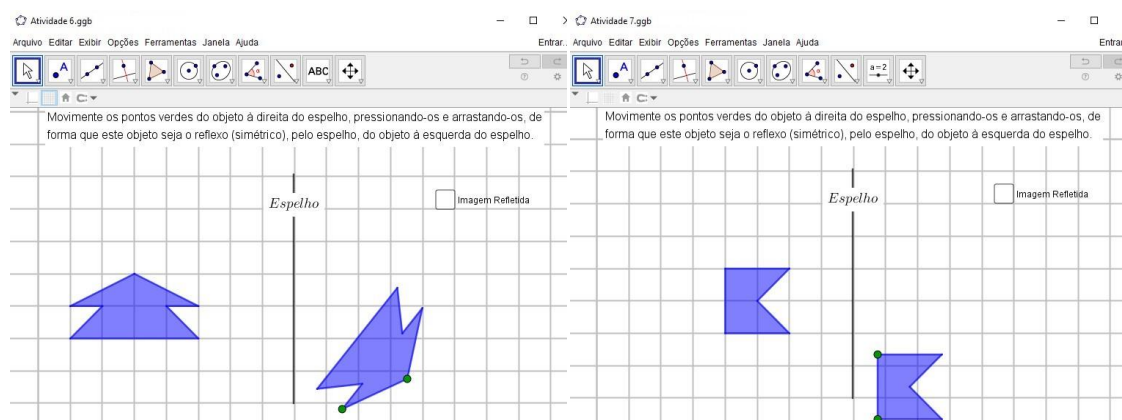 Atividade 6.ggb
Arquivo Editar Exibir Opções Ferramentas Janela Ajuda
Entrar..
A
α
ABC
Movimente os pontos verdes do objeto à direita do espelho, pressionando-os e arrastando-os, de
forma que este objeto seja o reflexo (simétrico), pelo espelho, do objeto à esquerda do espelho.
Espelho
Imagem Refletida
Atividade 7.ggb
Arquivo Editar Exibir Opções Ferramentas Janela Ajuda
Entrar
A
α
a=2
Movimente os pontos verdes do objeto à direita do espelho, pressionando-os e arrastando-os, de
forma que este objeto seja o reflexo (simétrico), pelo espelho, do objeto à esquerda do espelho.
Espelho
Imagem Refletida